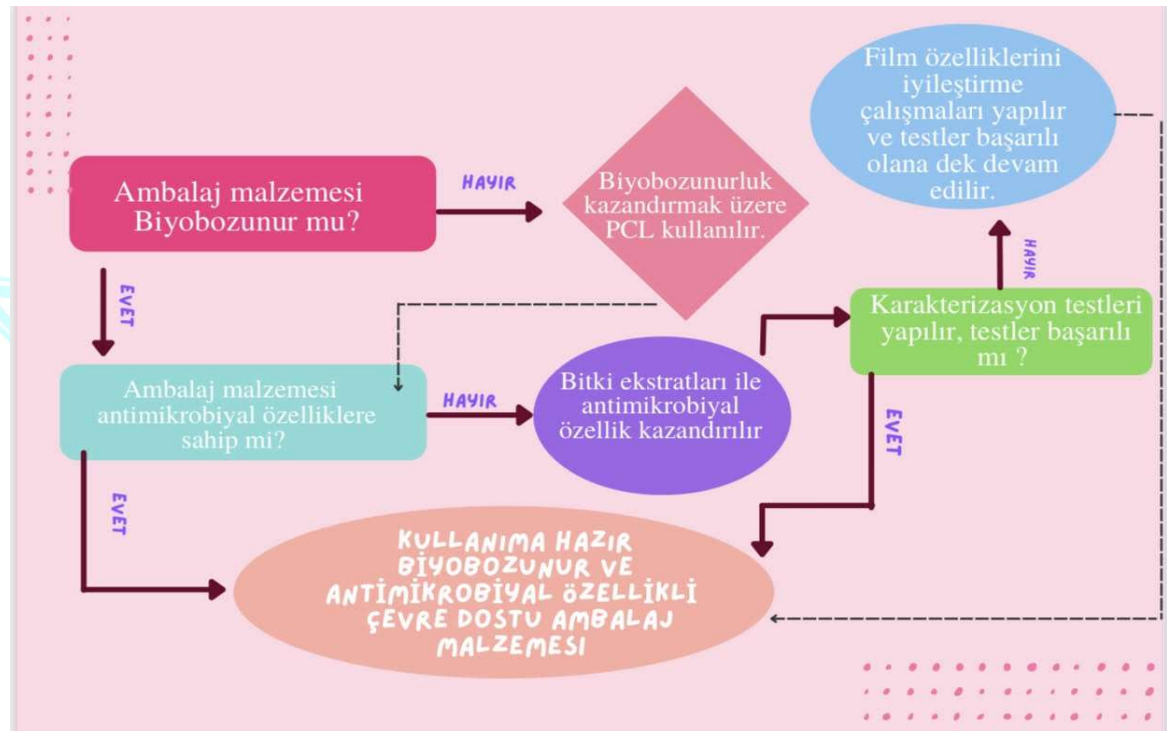 Ambalaj malzemesi
Biyobozunur mu?
HAYIR
Biyobozunurluk
kazandırmak üzere
PCL kullanılır.
Film özelliklerini
iyileştirme
çalışmaları yapılır
ve testler başarılı
olana dek devam
edilir.
EVET
HAYIR
Karakterizasyon testleri
yapılır, testler başarılı
mı ?
Ambalaj malzemesi
antimikrobiyal özelliklere
sahip mi?
HAYIR
Bitki ekstratları ile
antimikrobiyal
özellik kazandırılır
EVET
EVET
KULLANIMA HAZIR
BİYOBOZUNUR VE
ANTİMİKROBİYAL ÖZELLİKLİ
ÇEVRE DOSTU AMBALAJ
MALZEMESI